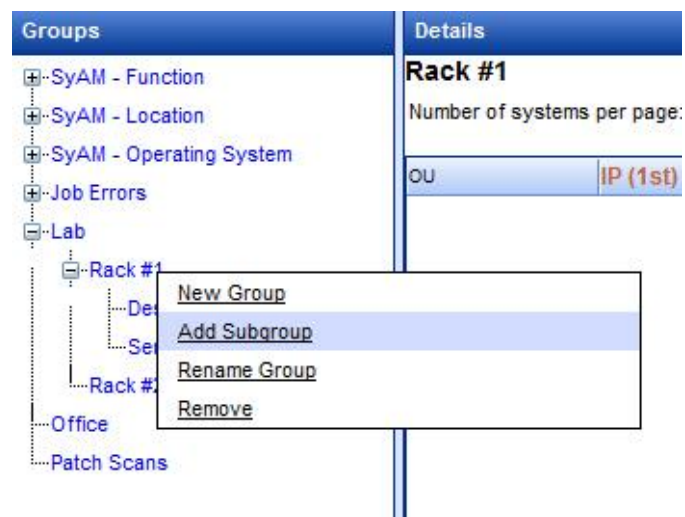 Groups
SyAM - Function
SyAM - Location
SyAM - Operating System
Job Errors
Lab
Rack #1
Office
Patch Scans
New Group
Add Subgroup
Rename Group
Remove
Details
Rack #1
Number of systems per page:
OU
IP (1st)